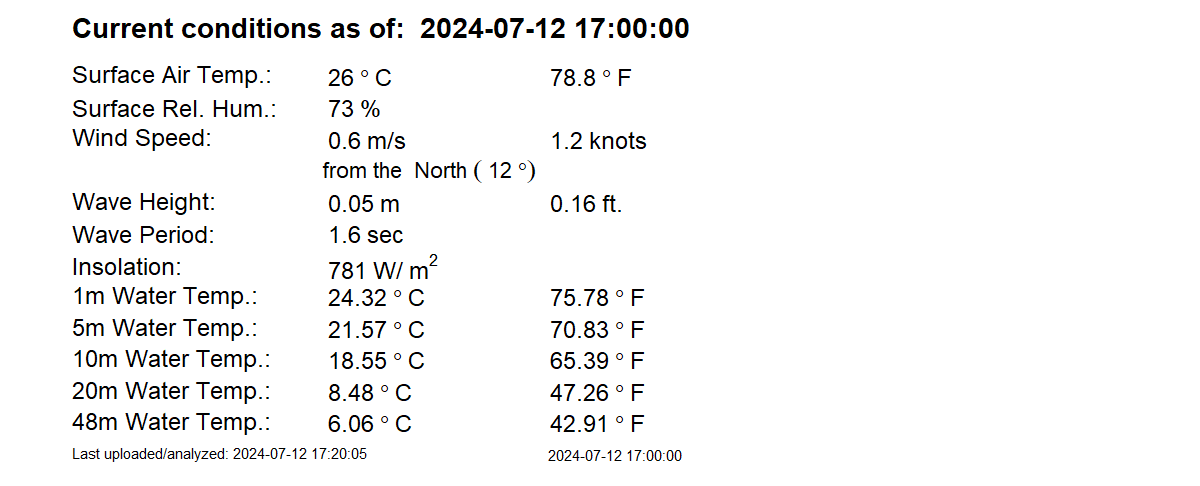 Current conditions as of: 2024-07-12 17:00:00
Surface Air Temp.: 26 ° C 78.8 ° F
Surface Rel. Hum.: 73 %
Wind Speed: 0.6 m/s 1.2 knots
from the North ( 12 °)
Wave Height: 0.05 m 0.16 ft.
Wave Period: 1.6 sec
Insolation: 781 W/ m²
1m Water Temp.: 24.32 ° C 75.78 ° F
5m Water Temp.: 21.57 ° C 70.83 ° F
10m Water Temp.: 18.55 ° C 65.39 ° F
20m Water Temp.: 8.48 ° C 47.26 ° F
48m Water Temp.: 6.06 ° C 42.91 ° F
Last uploaded/analyzed: 2024-07-12 17:20:05 2024-07-12 17:00:00